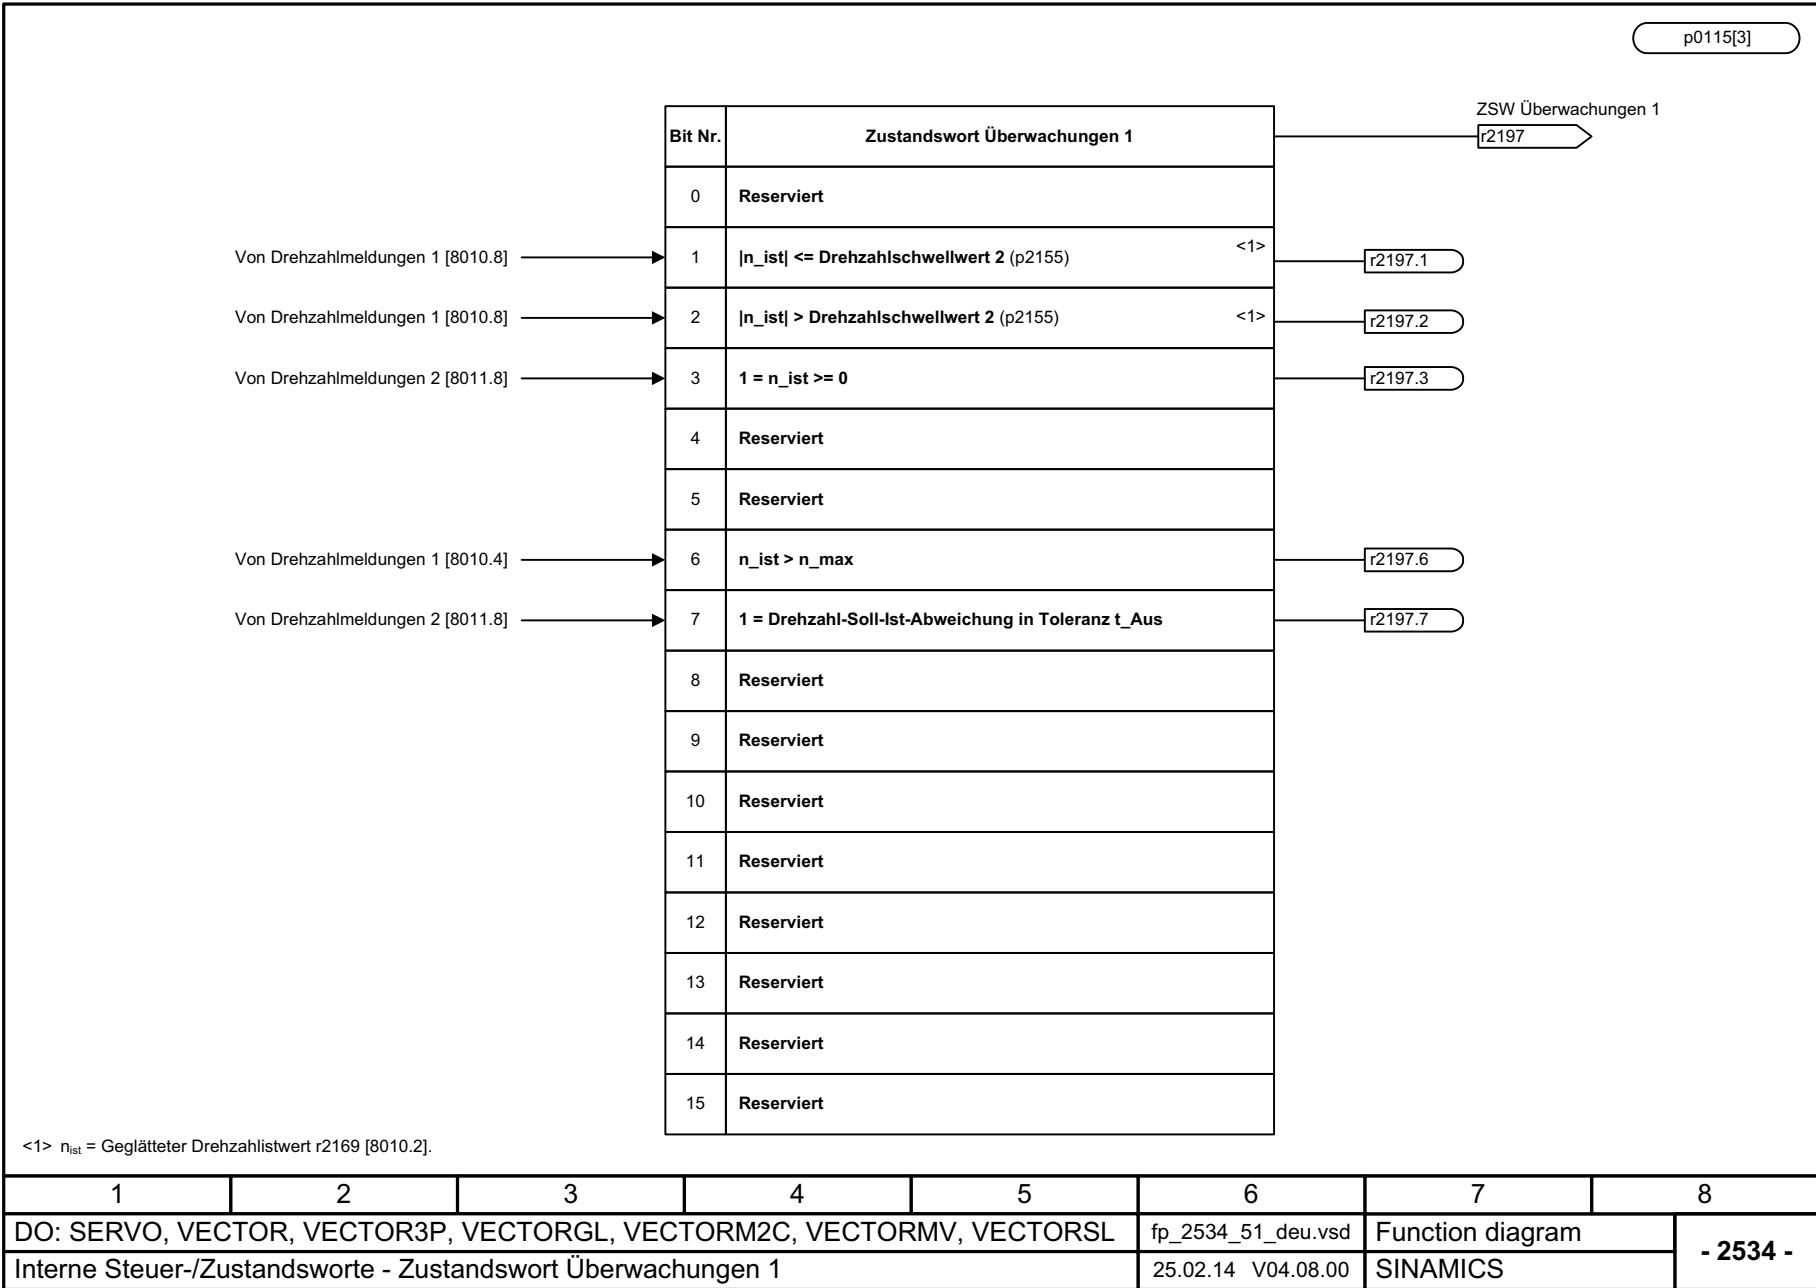 p0115[3]
ZSW Überwachungen 1
Bit Nr. Zustandswort Überwachungen 1 r2197
0 Reserviert
Von Drehzahlmeldungen 1 [8010.8] 1 |n_ist| <= Drehzahlschwellwert 2 (p2155) <1> r2197.1
Von Drehzahlmeldungen 1 [8010.8] 2 |n_ist| > Drehzahlschwellwert 2 (p2155) <1> r2197.2
Von Drehzahlmeldungen 2 [8011.8] 3 1 = n_ist >= 0 r2197.3
4 Reserviert
5 Reserviert
Von Drehzahlmeldungen 1 [8010.4] 6 n_ist > n_max r2197.6
Von Drehzahlmeldungen 2 [8011.8] 7 1 = Drehzahl-Soll-Ist-Abweichung in Toleranz t_Aus r2197.7
8 Reserviert
9 Reserviert
10 Reserviert
11 Reserviert
12 Reserviert
13 Reserviert
14 Reserviert
15 Reserviert
<1> nist = Geglätteter Drehzahlistwert r2169 [8010.2].
1 2 3 4 5 6 7 8
DO: SERVO, VECTOR, VECTOR3P, VECTORGL, VECTORM2C, VECTORMV, VECTORSL fp_2534_51_deu.vsd Function diagram - 2534 -
Interne Steuer-/Zustandsworte - Zustandswort Überwachungen 1 25.02.14 V04.08.00 SINAMICS